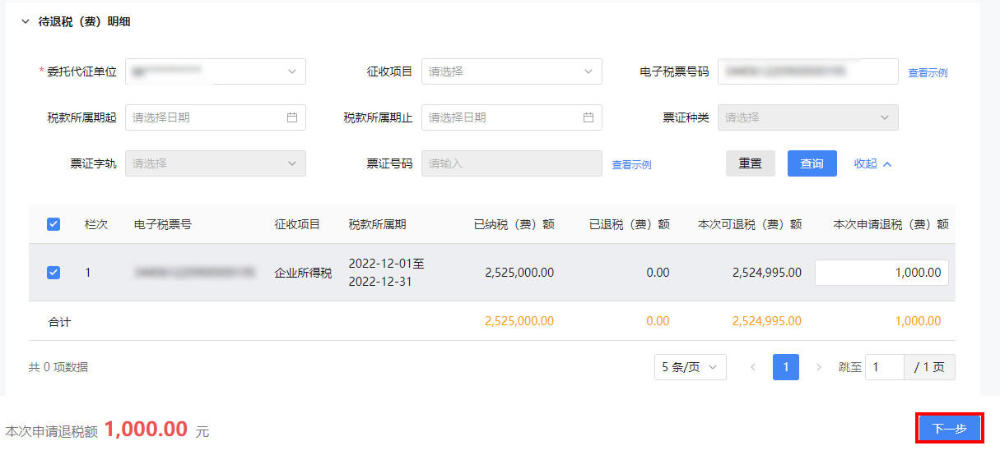 待退税（费）明细
* 委托代征单位
征收项目 请选择
电子税票号码 查看示例
税款所属期起 请选择日期
税款所属期止 请选择日期
票证种类 请选择
票证字轨 请选择
票证号码 请输入 查看示例
重置 查询 收起
栏次 电子税票号 征收项目 税款所属期 已纳税（费）额 已退税（费）额 本次可退税（费）额 本次申请退税（费）额
1 企业所得税 2022-12-01至 2,525,000.00 0.00 2,524,995.00 1,000.00
2022-12-31
合计 2,525,000.00 0.00 2,524,995.00 1,000.00
共 0 项数据 5 条/页 1 跳至 1 / 1 页
本次申请退税额 1,000.00 元 下一步